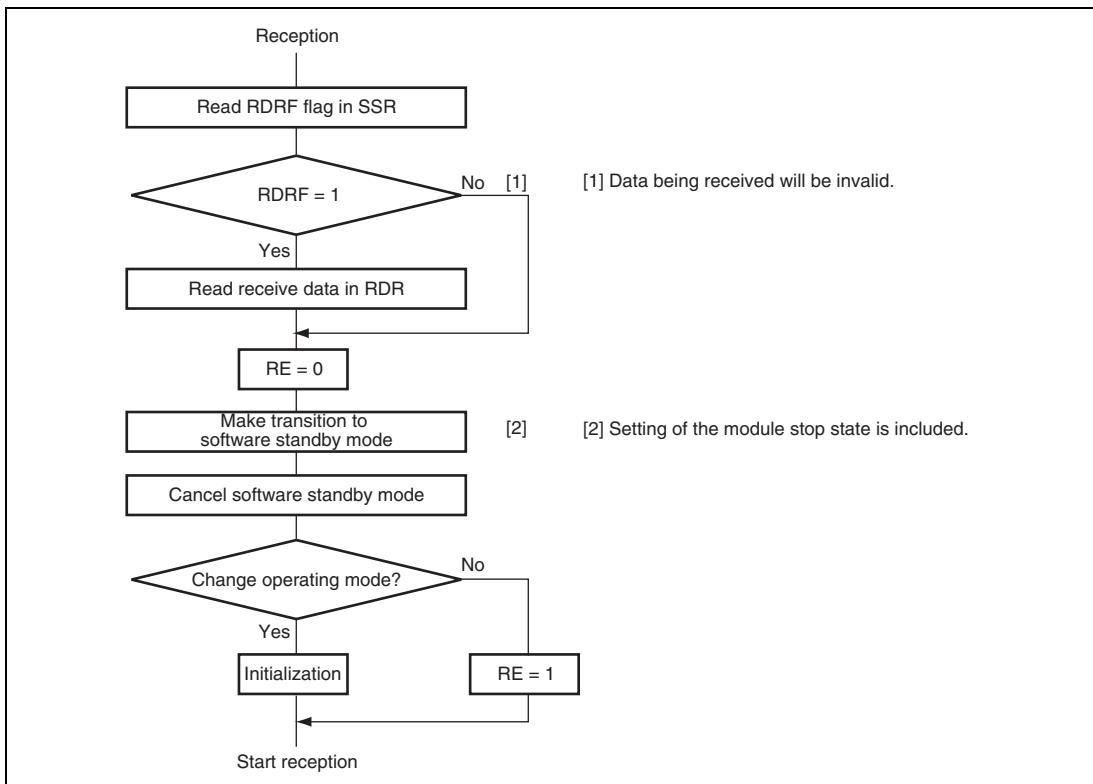 Reception
Read RDRF flag in SSR
RDRF = 1
No [1]
[1] Data being received will be invalid.
Yes
Read receive data in RDR
RE = 0
Make transition to
software standby mode
[2]
[2] Setting of the module stop state is included.
Cancel software standby mode
Change operating mode?
No
Yes
Initialization
RE = 1
Start reception